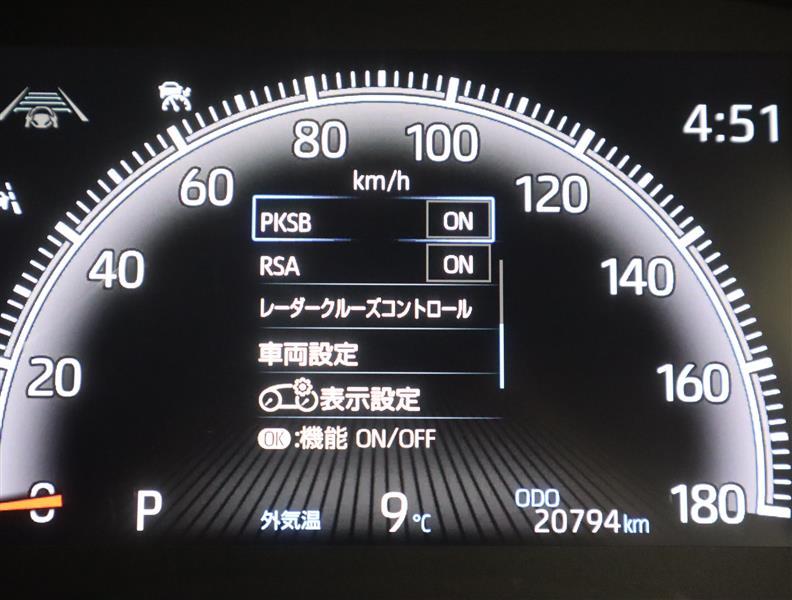 4:51
80
100
60
km/h
120
PKSB ON
40
RSA ON
140
レーダークルーズコントロール
車両設定
20
160
表示設定
OK:機能 ON/OFF
0
P
外気温
9℃
ODO
20794km
180